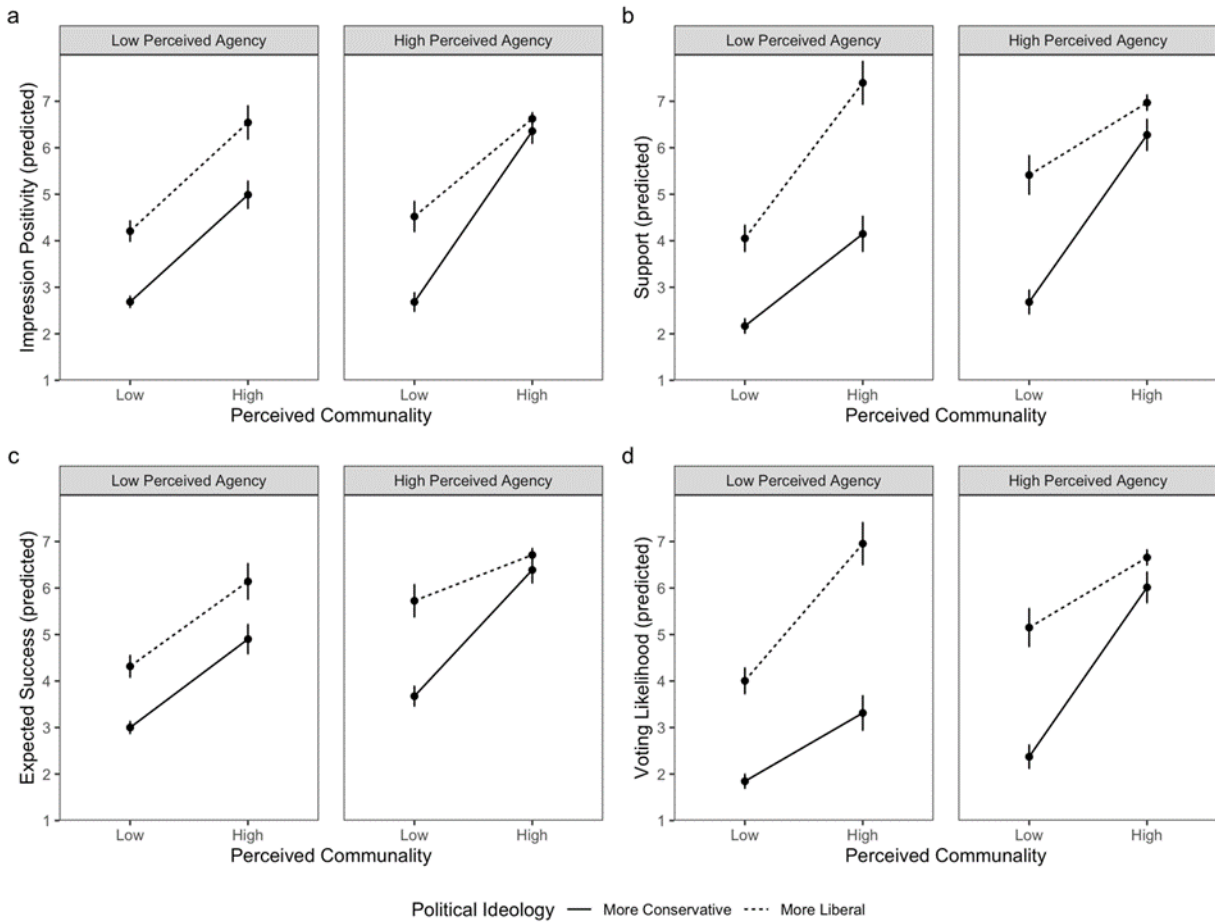 a
Low Perceived Agency
High Perceived Agency
Impression Positivity (predicted)
7
6
5
4
3
2
1
Low
High
Low
High
Perceived Communality
b
Low Perceived Agency
High Perceived Agency
Support (predicted)
7
6
5
4
3
2
1
Low
High
Low
High
Perceived Communality
c
Low Perceived Agency
High Perceived Agency
Expected Success (predicted)
7
6
5
4
3
2
1
Low
High
Low
High
Perceived Communality
d
Low Perceived Agency
High Perceived Agency
Voting Likelihood (predicted)
7
6
5
4
3
2
1
Low
High
Low
High
Perceived Communality
Political Ideology More Conservative More Liberal